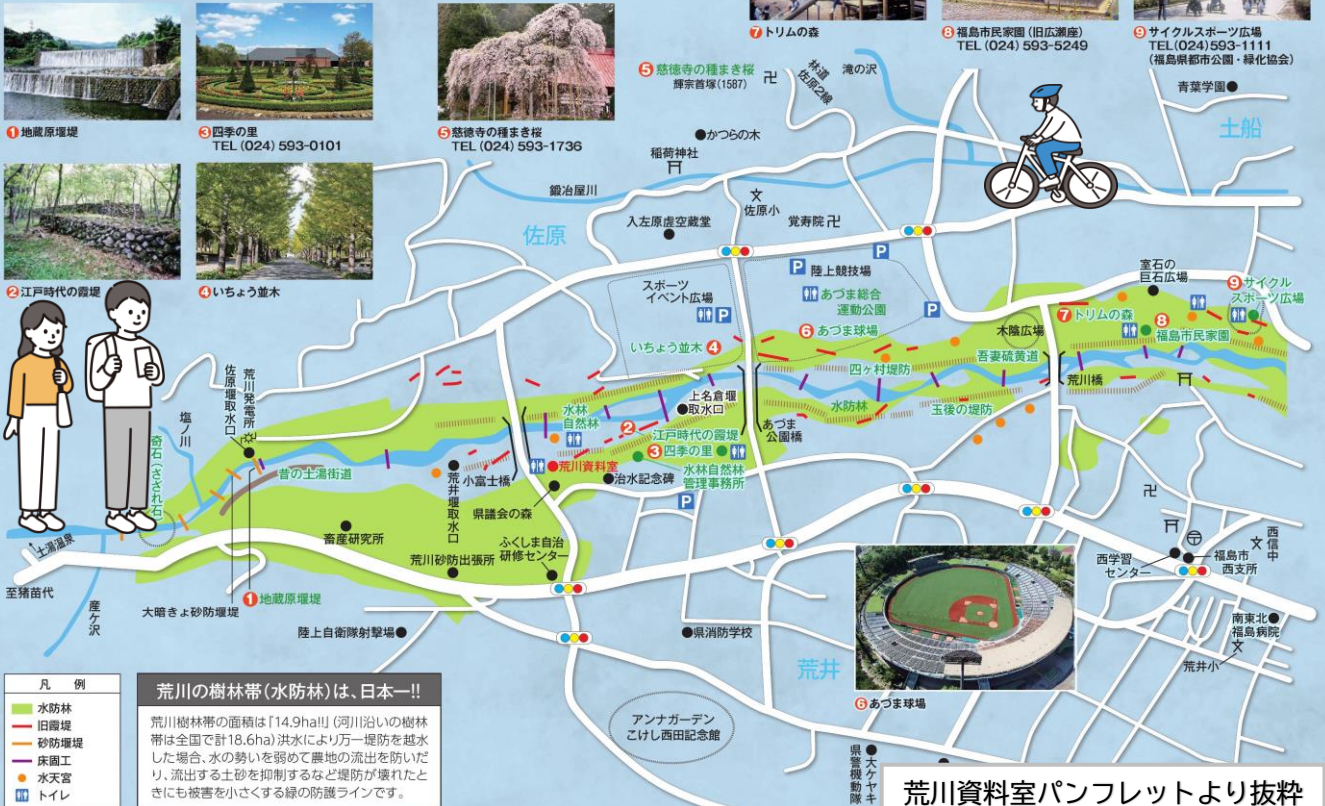 ❶地蔵原堰堤
❸四季の里
TEL (024) 593-0101
❺慈徳寺の種まき桜
TEL (024) 593-1736
❼トリムの森
❽福島市民家園(旧広瀬座)
TEL (024) 593-5249
❾サイクルスポーツ広場
TEL(024)593-1111
(福島県都市公園・緑化協会)
❷江戸時代の霞堤
❹いちょう並木
❺慈徳寺の種まき桜
輝宗首塚(1587)
林道
佐原2線
滝の沢
青葉学園
土船
かつらの木
稲荷神社
鍛冶屋川
文
佐原小
入左原虚空蔵堂
覚寿院
佐原
P
陸上競技場
P
スポーツ
イベント広場
P
あづま総合
運動公園
P
❻あづま球場
いちょう並木❹
室石の
巨石広場
❾サイクル
スポーツ広場
❼トリムの森
❽
福島市民家園
木陰広場
吾妻硫黄道
四ヶ村堤防
荒川橋
水防林
玉後の堤防
あづま
公園橋
上名倉堰
取水口
水林
自然林
❷
江戸時代の霞堤
❸四季の里
水林自然林
管理事務所
荒川資料室
治水記念碑
P
小富士橋
県議会の森
荒井堰取水口
荒川発電所
佐原堰取水口
塩ノ川
奇石(さざれ石)
昔の土湯街道
土湯温泉
至猪苗代
産ケ沢
大暗きょ砂防堰堤
❶地蔵原堰堤
畜産研究所
荒川砂防出張所
ふくしま自治
研修センター
陸上自衛隊射撃場
県消防学校
荒井
アンナガーデン
こけし西田記念館
❻あづま球場
西学習
センター
福島市
西支所
文
西信中
南東北
福島病院
文
荒井小
県警機動隊
大ケヤキ
凡 例
水防林
旧霞堤
砂防堰堤
床固工
水天宮
トイレ
荒川の樹林帯(水防林)は、日本一!!
荒川樹林帯の面積は「14.9ha!!」(河川沿いの樹林
帯は全国で計18.6ha)洪水により万一堤防を越水
した場合、水の勢いを弱めて農地の流出を防いだ
り、流出する土砂を抑制するなど堤防が壊れたと
きにも被害を小さくする緑の防護ラインです。
荒川資料室パンフレットより抜粋